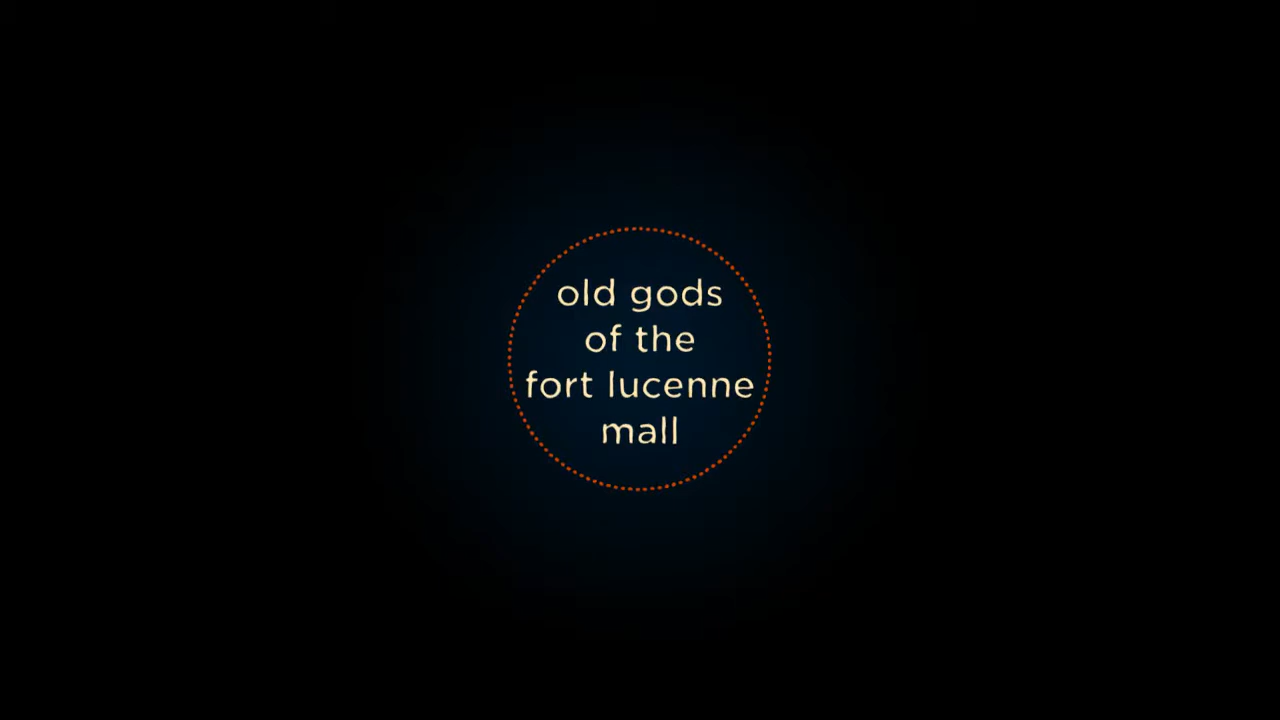 old gods
of the
fort lucenne
mall